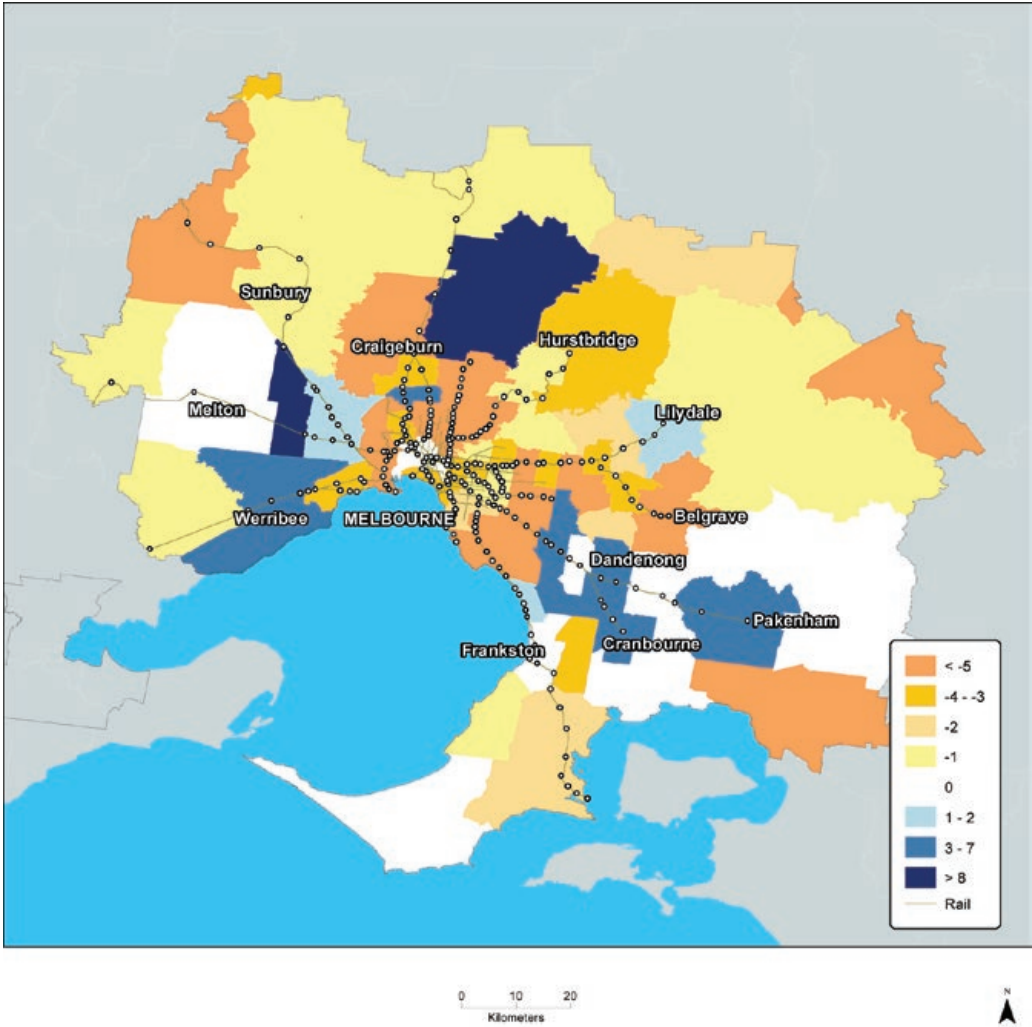 Sunbury
Craigeburn
Hurstbridge
Melton
Lilydale
Werribee
MELBOURNE
Belgrave
Dandenong
Pakenham
Frankston
Cranbourne
< -5
-4 - -3
-2
-1
0
1 - 2
3 - 7
> 8
Rail
0 10 20
Kilometers
N